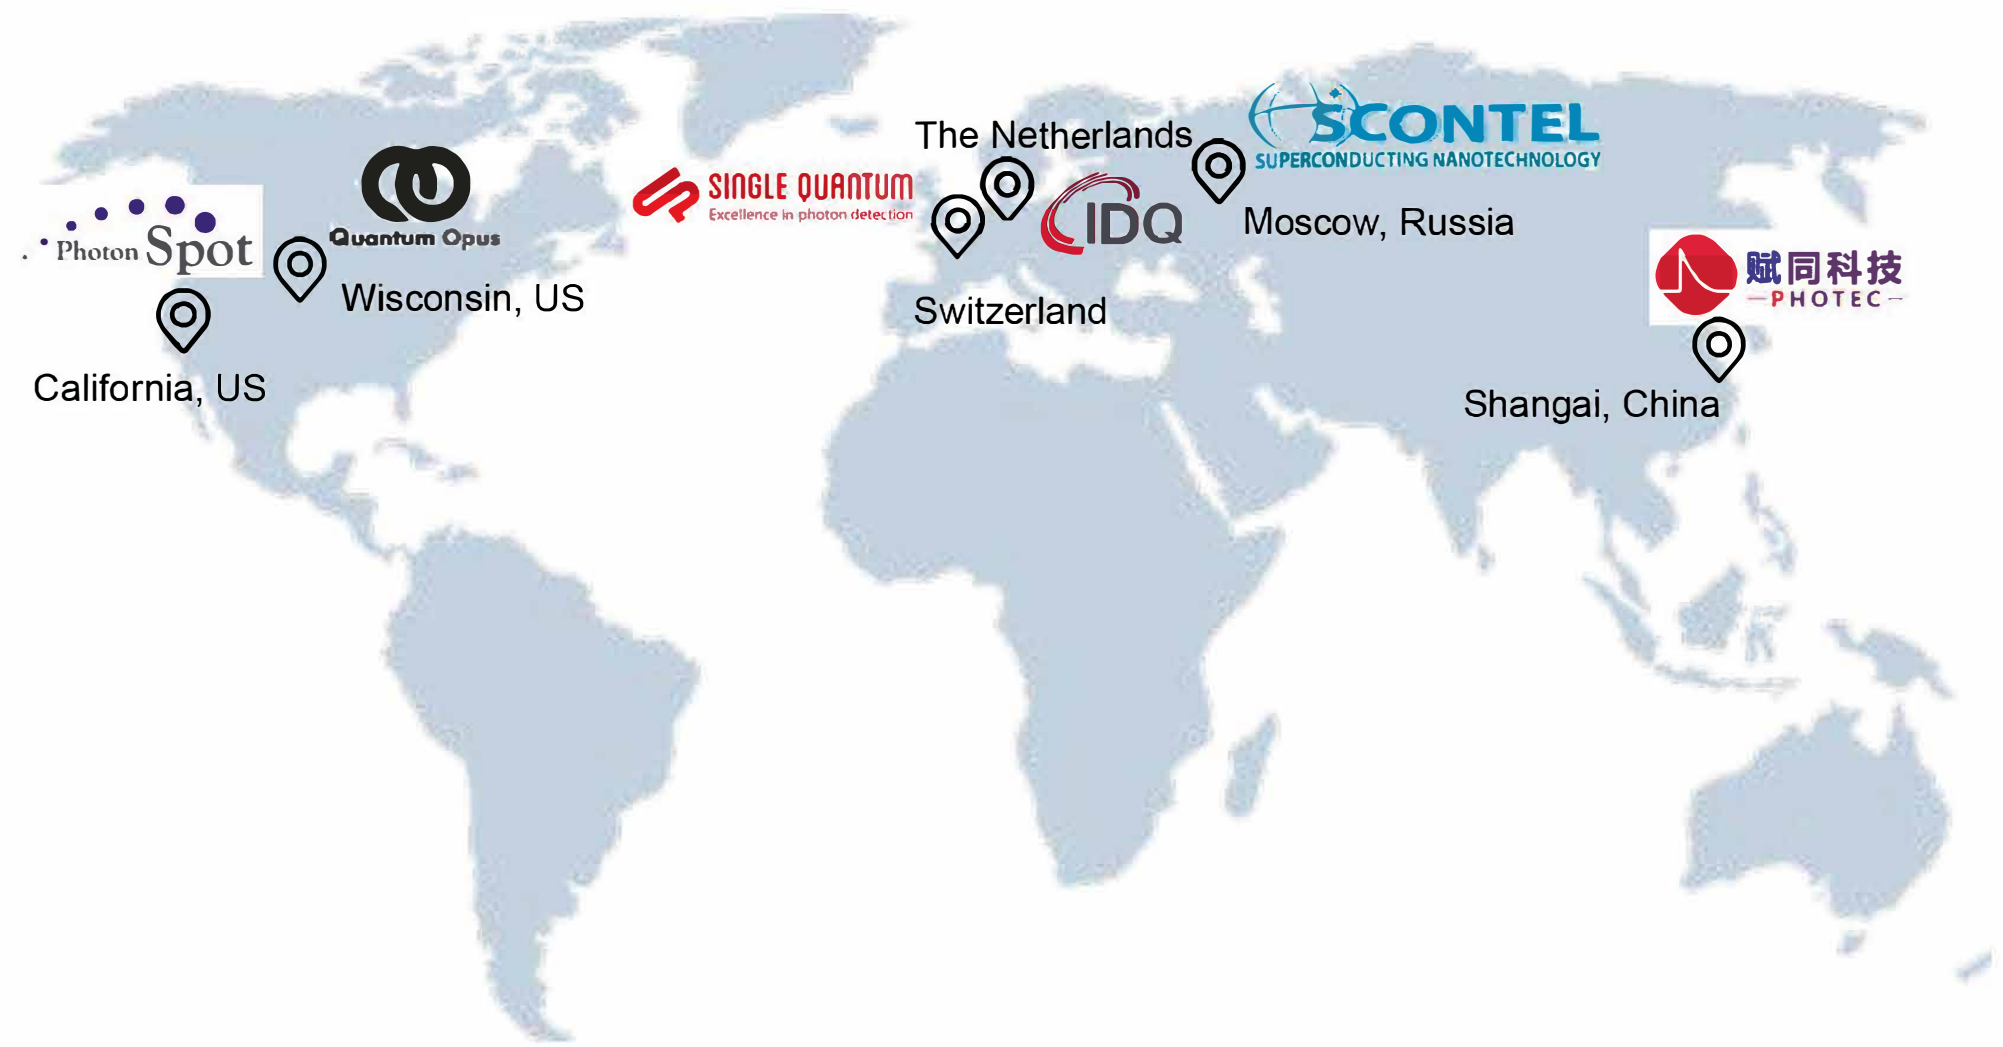 Photon Spot
California, US
Quantum Opus
Wisconsin, US
SINGLE QUANTUM
Excellence in photon detection
The Netherlands
IDQ
Switzerland
SCONTEL
SUPERCONDUCTING NANOTECHNOLOGY
Moscow, Russia
赋同科技
PHOTEC
Shangai, China